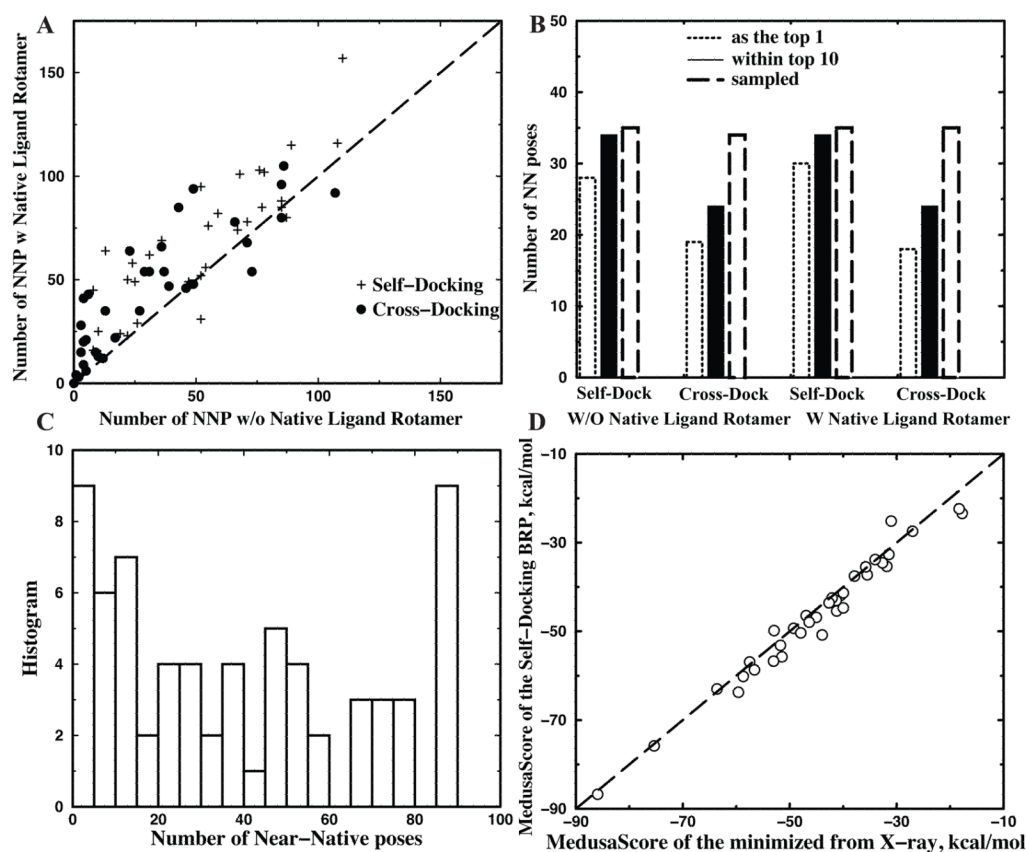 A
Number of NNP w Native Ligand Rotamer
150
100
50
0
+ Self−Docking
Cross−Docking
0 50 100 150
Number of NNP w/o Native Ligand Rotamer
B
Number of NN poses
50
40
30
20
10
0
as the top 1
within top 10
sampled
Self−Dock Cross−Dock Self−Dock Cross−Dock
W/O Native Ligand Rotamer W Native Ligand Rotamer
C
Histogram
10
8
6
4
2
0
0 20 40 60 80 100
Number of Near−Native poses
D
MedusaScore of the Self−Docking BRP, kcal/mol
−10
−30
−50
−70
−90
−90 −70 −50 −30 −10
MedusaScore of the minimized from X−ray, kcal/mol